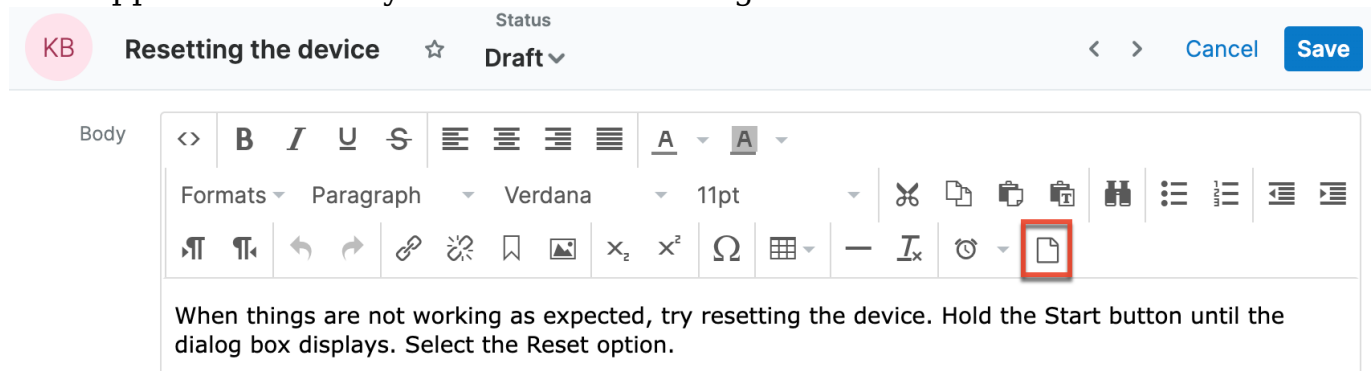 Status
KB Resetting the device Draft Cancel Save
Body
B I U S A A
Formats Paragraph Verdana 11pt
When things are not working as expected, try resetting the device. Hold the Start button until the
dialog box displays. Select the Reset option.